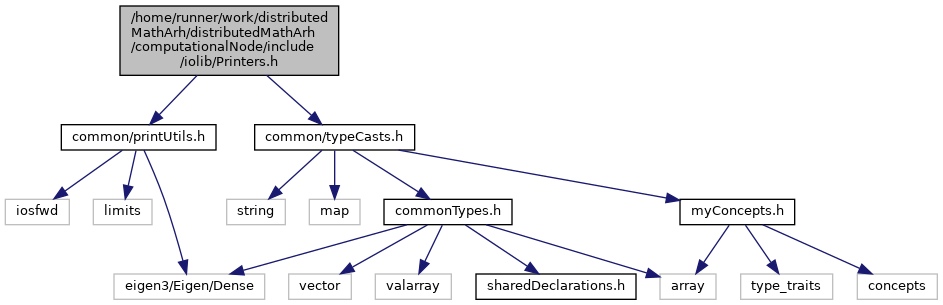 /home/runner/work/distributed
MathArh/distributedMathArh
/computationalNode/include
/iolib/Printers.h
common/printUtils.h
common/typeCasts.h
iosfwd
limits
string
map
commonTypes.h
myConcepts.h
eigen3/Eigen/Dense
vector
valarray
sharedDeclarations.h
array
type_traits
concepts